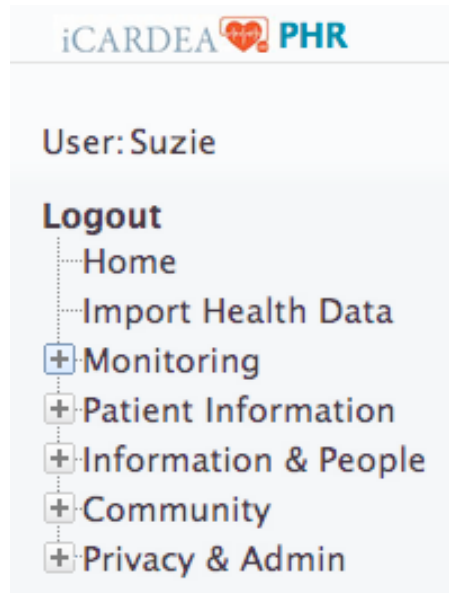 iCARDEA PHR
User: Suzie
Logout
Home
Import Health Data
Monitoring
Patient Information
Information & People
Community
Privacy & Admin